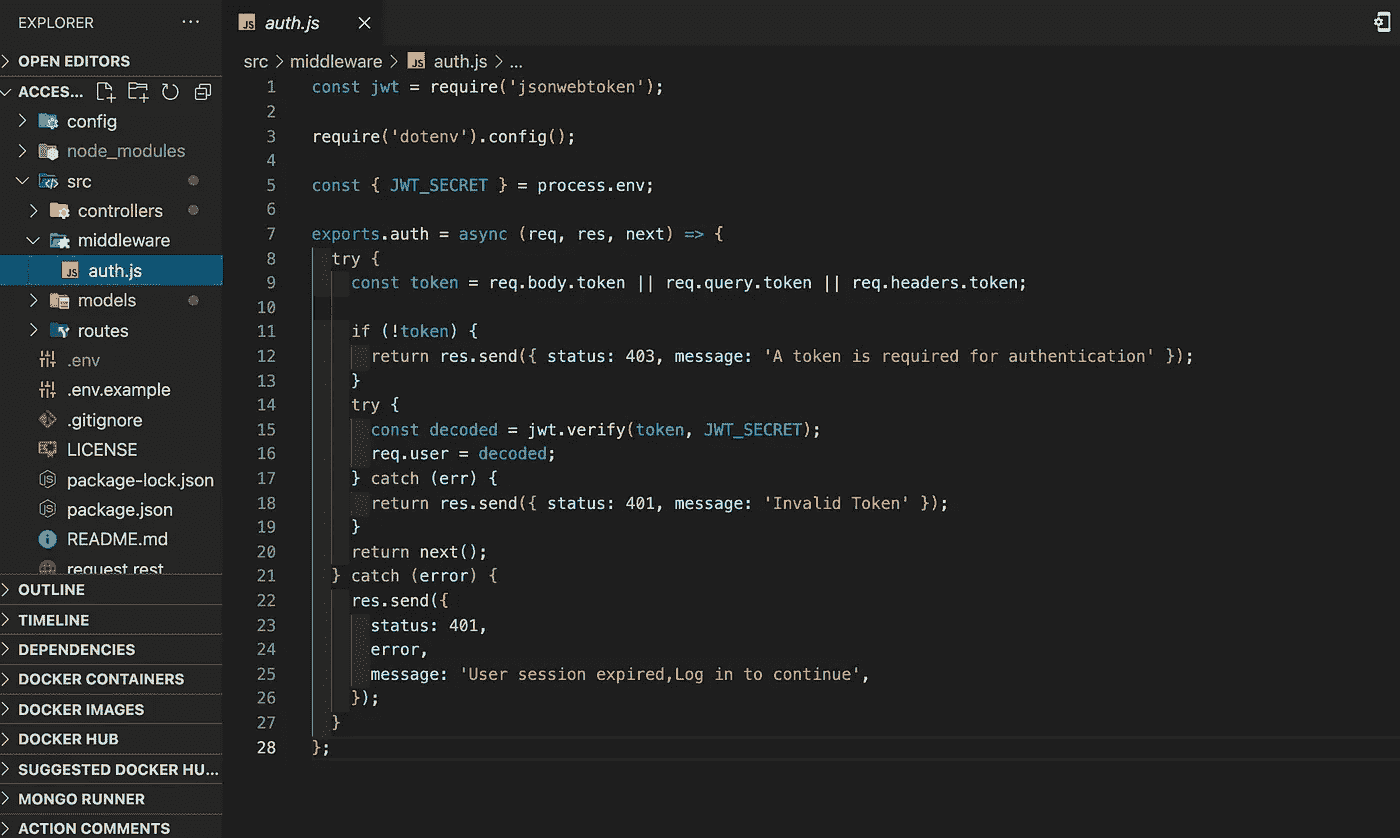 EXPLORER
OPEN EDITORS
ACCES...
config
node_modules
src
controllers
middleware
JS auth.js
models
routes
.env
.env.example
.gitignore
LICENSE
package-lock.json
package.json
README.md
request.rest
OUTLINE
TIMELINE
DEPENDENCIES
DOCKER CONTAINERS
DOCKER IMAGES
DOCKER HUB
SUGGESTED DOCKER HU...
MONGO RUNNER
ACTION COMMENTS
JS auth.js
src > middleware > JS auth.js > ...
1 const jwt = require('jsonwebtoken');
2
3 require('dotenv').config();
4
5 const { JWT_SECRET } = process.env;
6
7 exports.auth = async (req, res, next) => {
8 try {
9 const token = req.body.token || req.query.token || req.headers.token;
10
11 if (!token) {
12 return res.send({ status: 403, message: 'A token is required for authentication' });
13 }
14 try {
15 const decoded = jwt.verify(token, JWT_SECRET);
16 req.user = decoded;
17 } catch (err) {
18 return res.send({ status: 401, message: 'Invalid Token' });
19 }
20 return next();
21 } catch (error) {
22 res.send({
23 status: 401,
24 error,
25 message: 'User session expired,Log in to continue',
26 });
27 }
28 };